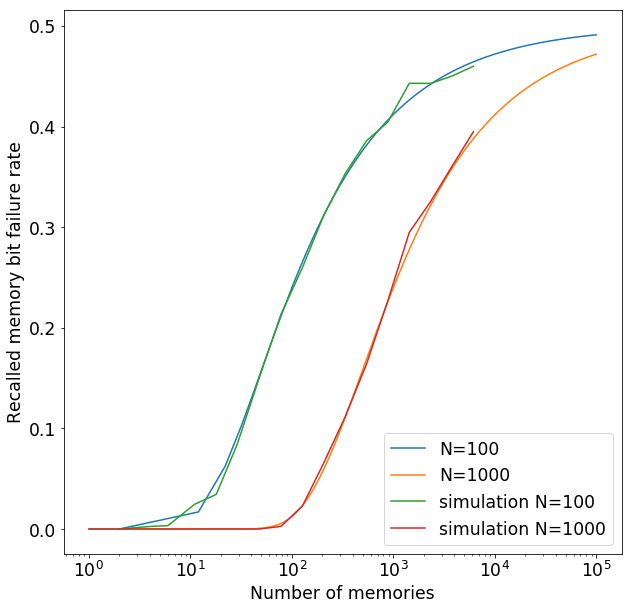 0.5
0.4
0.3
0.2
0.1
0.0
Recalled memory bit failure rate
N=100
N=1000
simulation N=100
simulation N=1000
10^0 10^1 10^2 10^3 10^4 10^5
Number of memories